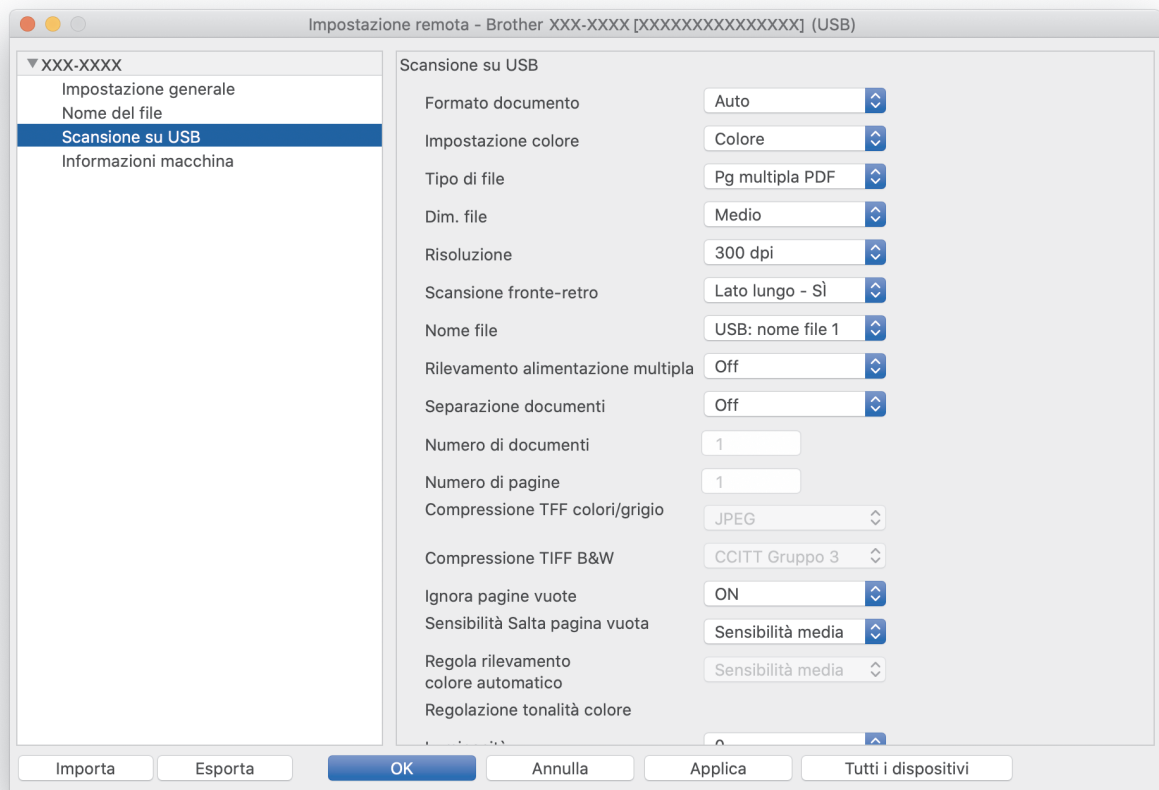 Impostazione remota - Brother XXX-XXXX [XXXXXXXXXXXXXXX] (USB)
XXX-XXXX
Impostazione generale
Nome del file
Scansione su USB
Informazioni macchina
Scansione su USB
Formato documento Auto
Impostazione colore Colore
Tipo di file Pg multipla PDF
Dim. file Medio
Risoluzione 300 dpi
Scansione fronte-retro Lato lungo - SÌ
Nome file USB: nome file 1
Rilevamento alimentazione multipla Off
Separazione documenti Off
Numero di documenti 1
Numero di pagine 1
Compressione TFF colori/grigio JPEG
Compressione TIFF B&W CCITT Gruppo 3
Ignora pagine vuote ON
Sensibilità Salta pagina vuota Sensibilità media
Regola rilevamento
colore automatico Sensibilità media
Regolazione tonalità colore
Importa Esporta OK Annulla Applica Tutti i dispositivi